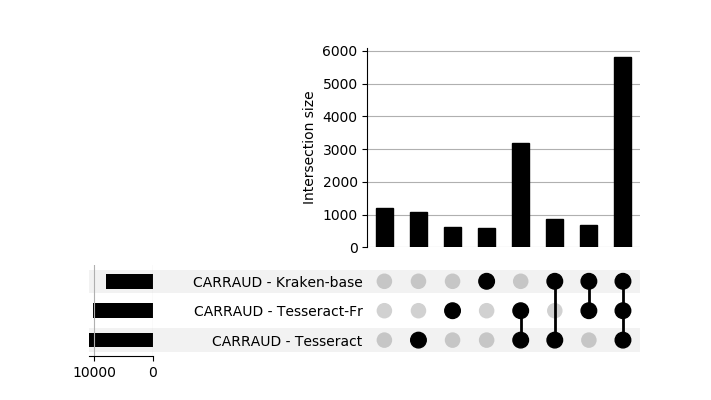 6000
5000
4000
3000
2000
1000
0
Intersection size
CARRAUD - Kraken-base
CARRAUD - Tesseract-Fr
CARRAUD - Tesseract
10000 0